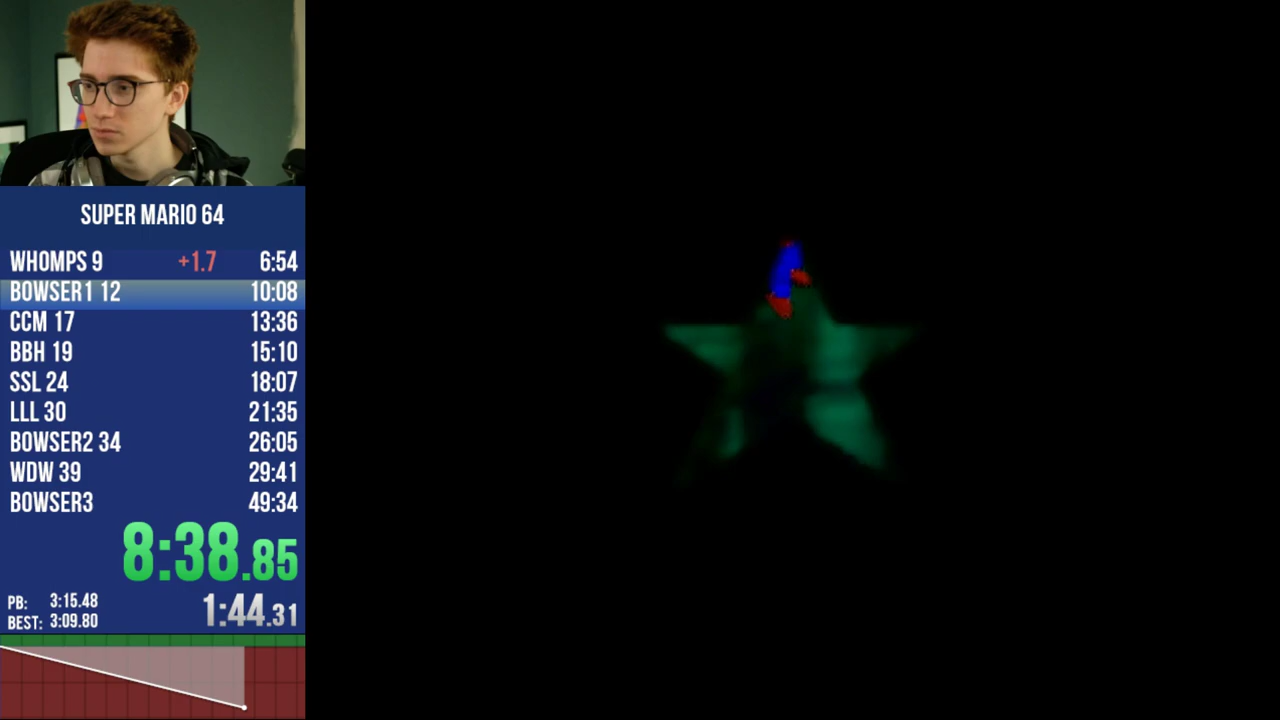 SUPER MARIO 64
WHOMPS 9 +1.7 6:54
BOWSER1 12 10:08
CCM 17 13:36
BBH 19 15:10
SSL 24 18:07
LLL 30 21:35
BOWSER2 34 26:05
WDW 39 29:41
BOWSER3 49:34
8:38.85
PB: 3:15.48 1:44.31
BEST: 3:09.80